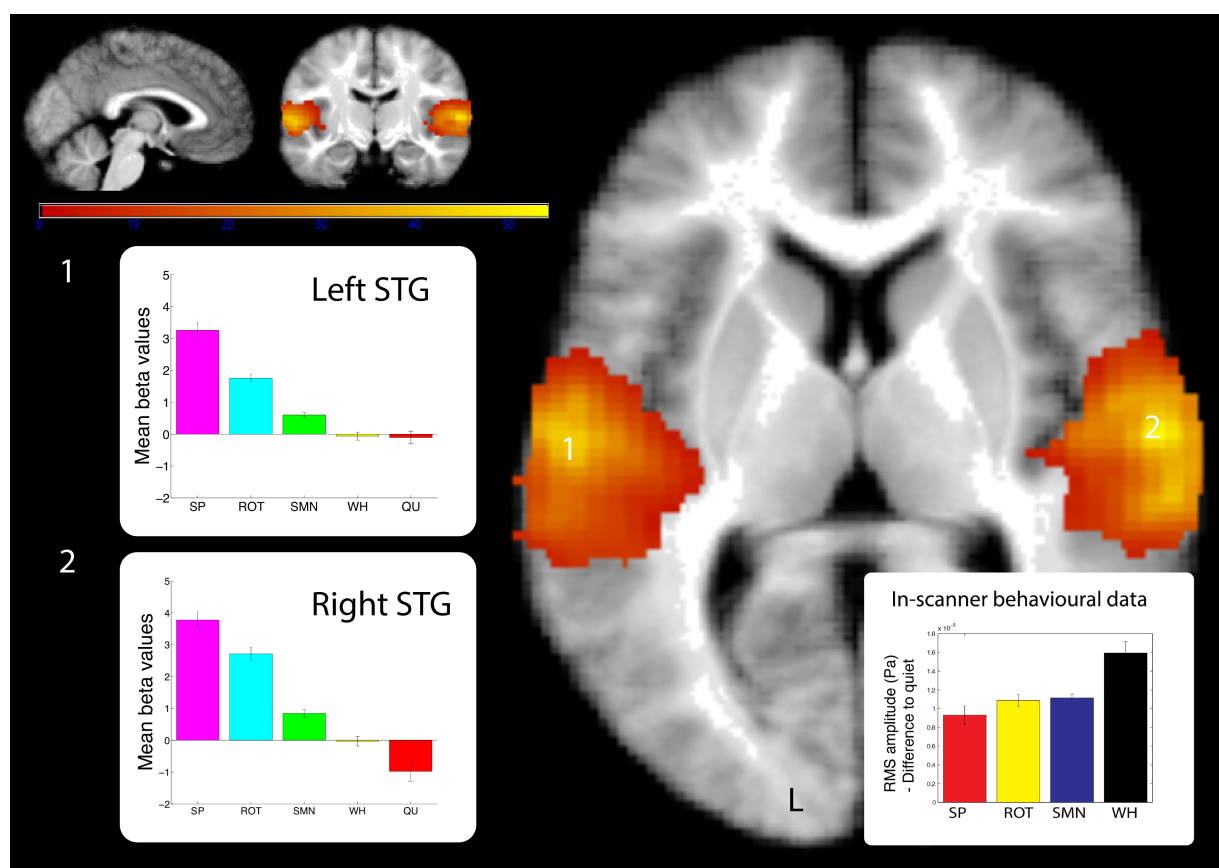 0 10 20 30 40 50
1
Left STG
Mean beta values
5
4
3
2
1
0
−1
−2
SP ROT SMN WH QU
2
Right STG
Mean beta values
5
4
3
2
1
0
−1
−2
SP ROT SMN WH QU
1
2
L
In-scanner behavioural data
x 10⁻³
RMS amplitude (Pa)
- Difference to quiet
1.8
1.6
1.4
1.2
1
0.8
0.6
0.4
0.2
0
SP ROT SMN WH